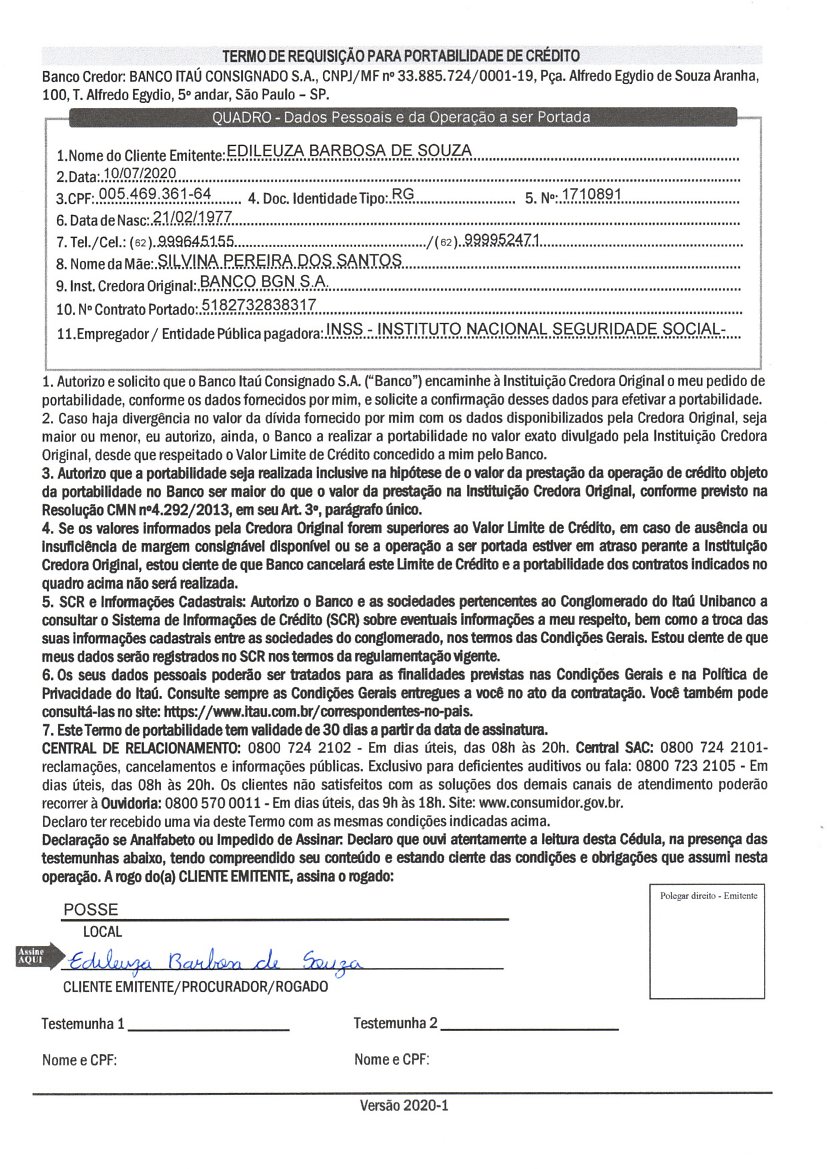 TERMO DE REQUISIÇÃO PARA PORTABILIDADE DE CRÉDITO
Banco Credor: BANCO ITAÚ CONSIGNADO S.A., CNPJ/MF nº 33.885.724/0001-19, Pça. Alfredo Egydio de Souza Aranha,
100, T. Alfredo Egydio, 5º andar, São Paulo – SP.
QUADRO - Dados Pessoais e da Operação a ser Portada
1.Nome do Cliente Emitente: EDILEUZA BARBOSA DE SOUZA
2.Data: 10/07/2020
3.CPF: 005.469.361-64 4. Doc. Identidade Tipo: RG 5. Nº: 1710891
6. Data de Nasc: 21/02/1977
7. Tel./Cel.: (62) 999645155 /(62) 999952471
8. Nome da Mãe: SILVINA PEREIRA DOS SANTOS
9. Inst. Credora Original: BANCO BGN S.A.
10. Nº Contrato Portado: 5182732838317
11.Empregador / Entidade Pública pagadora: INSS - INSTITUTO NACIONAL SEGURIDADE SOCIAL-
1. Autorizo e solicito que o Banco Itaú Consignado S.A. (“Banco”) encaminhe à Instituição Credora Original o meu pedido de
portabilidade, conforme os dados fornecidos por mim, e solicite a confirmação desses dados para efetivar a portabilidade.
2. Caso haja divergência no valor da dívida fornecido por mim com os dados disponibilizados pela Credora Original, seja
maior ou menor, eu autorizo, ainda, o Banco a realizar a portabilidade no valor exato divulgado pela Instituição Credora
Original, desde que respeitado o Valor Limite de Crédito concedido a mim pelo Banco.
3. Autorizo que a portabilidade seja realizada inclusive na hipótese de o valor da prestação da operação de crédito objeto
da portabilidade no Banco ser maior do que o valor da prestação na Instituição Credora Original, conforme previsto na
Resolução CMN nº4.292/2013, em seu Art. 3º, parágrafo único.
4. Se os valores informados pela Credora Original forem superiores ao Valor Limite de Crédito, em caso de ausência ou
insuficiência de margem consignável disponível ou se a operação a ser portada estiver em atraso perante a Instituição
Credora Original, estou ciente de que Banco cancelará este Limite de Crédito e a portabilidade dos contratos indicados no
quadro acima não será realizada.
5. SCR e Informações Cadastrais: Autorizo o Banco e as sociedades pertencentes ao Conglomerado do Itaú Unibanco a
consultar o Sistema de Informações de Crédito (SCR) sobre eventuais informações a meu respeito, bem como a troca das
suas informações cadastrais entre as sociedades do conglomerado, nos termos das Condições Gerais. Estou ciente de que
meus dados serão registrados no SCR nos termos da regulamentação vigente.
6. Os seus dados pessoais poderão ser tratados para as finalidades previstas nas Condições Gerais e na Política de
Privacidade do Itaú. Consulte sempre as Condições Gerais entregues a você no ato da contratação. Você também pode
consultá-las no site: https://www.itau.com.br/correspondentes-no-pais.
7. Este Termo de portabilidade tem validade de 30 dias a partir da data de assinatura.
CENTRAL DE RELACIONAMENTO: 0800 724 2102 - Em dias úteis, das 08h às 20h. Central SAC: 0800 724 2101-
reclamações, cancelamentos e informações públicas. Exclusivo para deficientes auditivos ou fala: 0800 723 2105 - Em
dias úteis, das 08h às 20h. Os clientes não satisfeitos com as soluções dos demais canais de atendimento poderão
recorrer à Ouvidoria: 0800 570 0011 - Em dias úteis, das 9h às 18h. Site: www.consumidor.gov.br.
Declaro ter recebido uma via deste Termo com as mesmas condições indicadas acima.
Declaração se Analfabeto ou Impedido de Assinar: Declaro que ouvi atentamente a leitura desta Cédula, na presença das
testemunhas abaixo, tendo compreendido seu conteúdo e estando ciente das condições e obrigações que assumi nesta
operação. A rogo do(a) CLIENTE EMITENTE, assina o rogado:
Polegar direito - Emitente
POSSE
LOCAL
Assine
AQUI
Edileuza Barbosa de Souza
CLIENTE EMITENTE/PROCURADOR/ROGADO
Testemunha 1 Testemunha 2
Nome e CPF: Nome e CPF:
Versão 2020-1